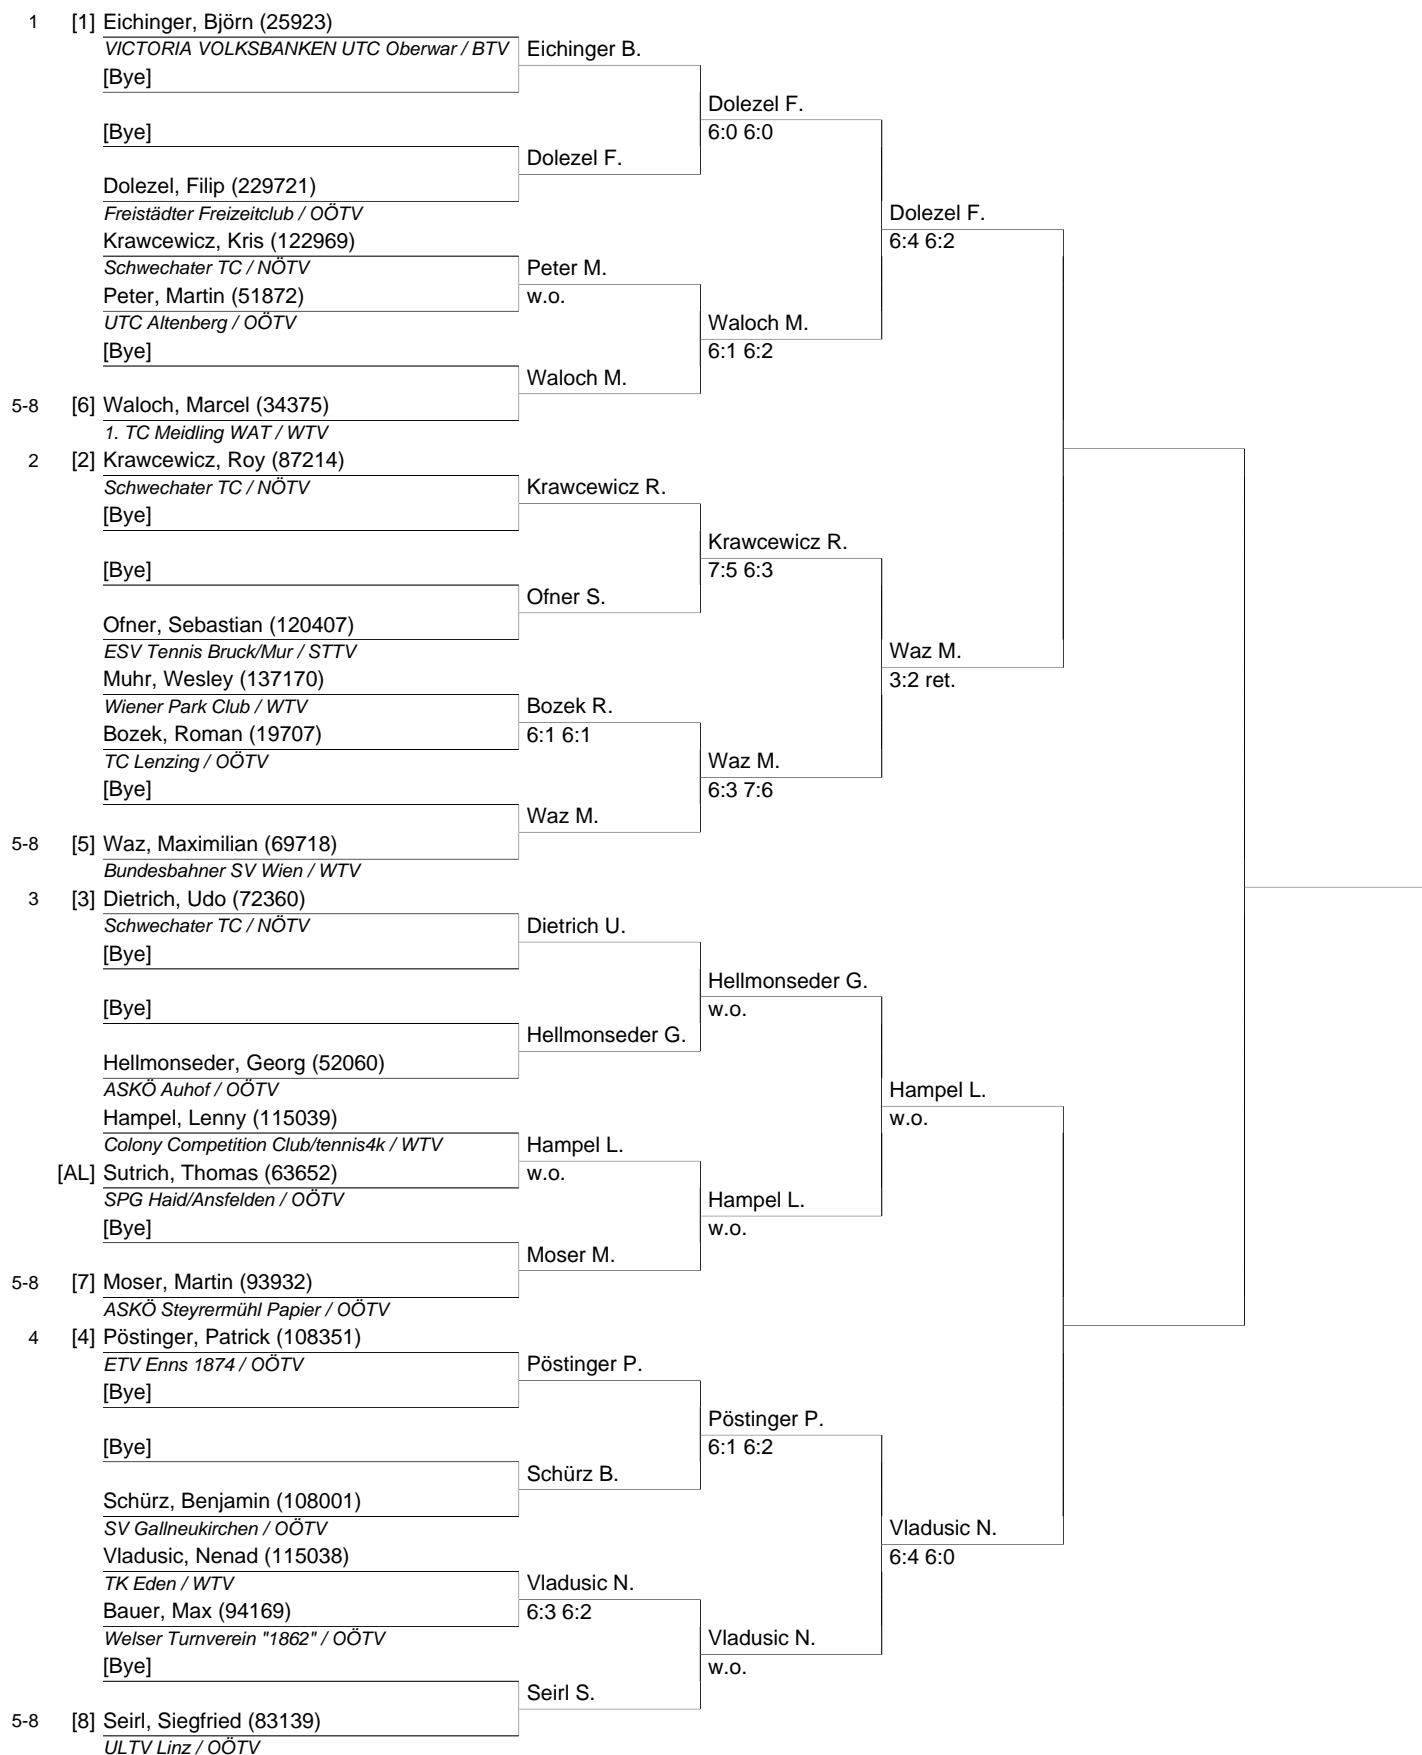 1 [1] Eichinger, Björn (25923)
VICTORIA VOLKSBANKEN UTC Oberwar / BTV
Eichinger B.
[Bye]
Dolezel F.
[Bye]
6:0 6:0
Dolezel F.
Dolezel, Filip (229721)
Freistädter Freizeitclub / OÖTV
Dolezel F.
Krawcewicz, Kris (122969)
6:4 6:2
Schwechater TC / NÖTV
Peter M.
Peter, Martin (51872)
w.o.
UTC Altenberg / OÖTV
Waloch M.
[Bye]
6:1 6:2
Waloch M.
5-8 [6] Waloch, Marcel (34375)
1. TC Meidling WAT / WTV
2 [2] Krawcewicz, Roy (87214)
Schwechater TC / NÖTV
Krawcewicz R.
[Bye]
Krawcewicz R.
[Bye]
7:5 6:3
Ofner S.
Ofner, Sebastian (120407)
ESV Tennis Bruck/Mur / STTV
Waz M.
Muhr, Wesley (137170)
3:2 ret.
Wiener Park Club / WTV
Bozek R.
Bozek, Roman (19707)
6:1 6:1
TC Lenzing / OÖTV
Waz M.
[Bye]
6:3 7:6
Waz M.
5-8 [5] Waz, Maximilian (69718)
Bundesbahner SV Wien / WTV
3 [3] Dietrich, Udo (72360)
Schwechater TC / NÖTV
Dietrich U.
[Bye]
Hellmonseder G.
[Bye]
w.o.
Hellmonseder G.
Hellmonseder, Georg (52060)
ASKÖ Auhof / OÖTV
Hampel L.
Hampel, Lenny (115039)
w.o.
Colony Competition Club/tennis4k / WTV
Hampel L.
[AL] Sutrich, Thomas (63652)
w.o.
SPG Haid/Ansfelden / OÖTV
Hampel L.
[Bye]
w.o.
Moser M.
5-8 [7] Moser, Martin (93932)
ASKÖ Steyrermühl Papier / OÖTV
4 [4] Pöstinger, Patrick (108351)
ETV Enns 1874 / OÖTV
Pöstinger P.
[Bye]
Pöstinger P.
[Bye]
6:1 6:2
Schürz B.
Schürz, Benjamin (108001)
SV Gallneukirchen / OÖTV
Vladusic N.
Vladusic, Nenad (115038)
6:4 6:0
TK Eden / WTV
Vladusic N.
Bauer, Max (94169)
6:3 6:2
Welser Turnverein "1862" / OÖTV
Vladusic N.
[Bye]
w.o.
Seirl S.
5-8 [8] Seirl, Siegfried (83139)
ULTV Linz / OÖTV